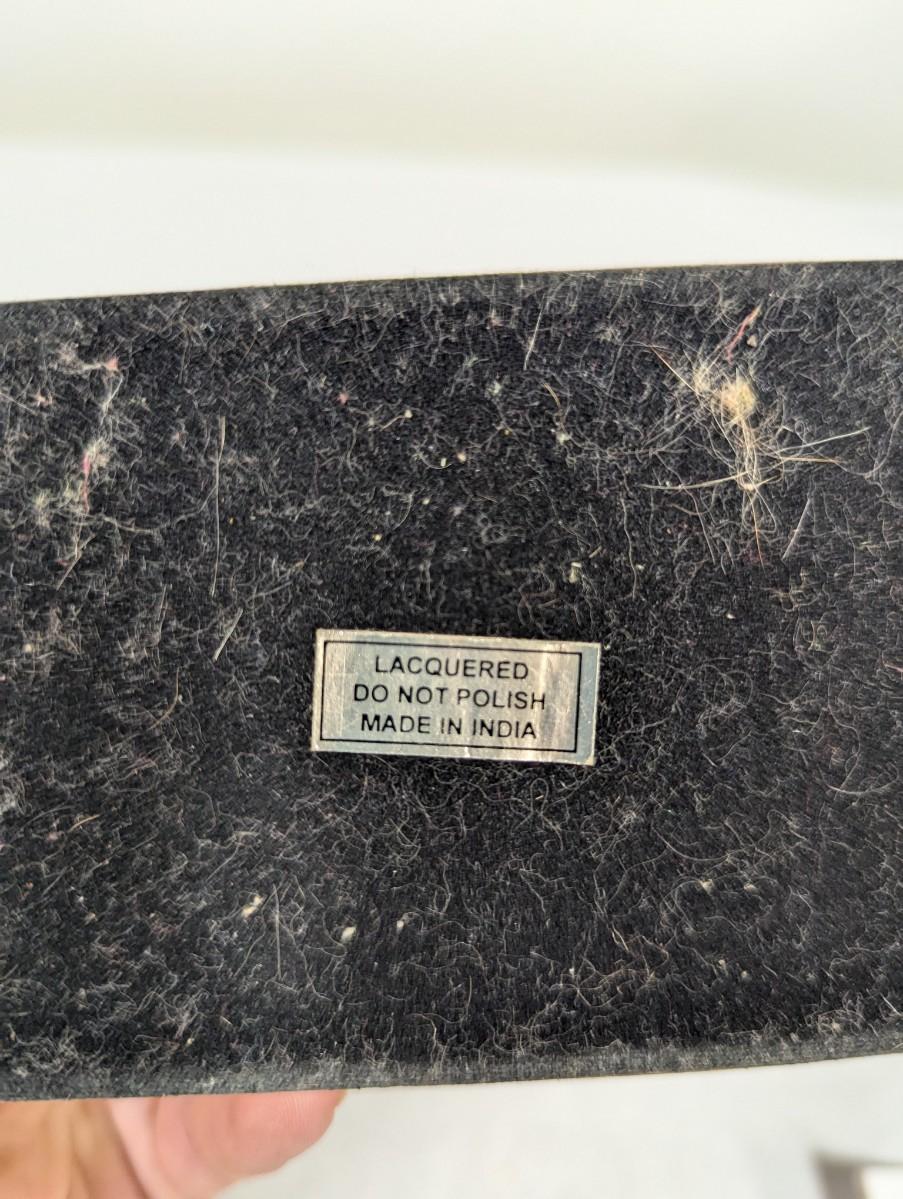 LACQUERED
DO NOT POLISH
MADE IN INDIA